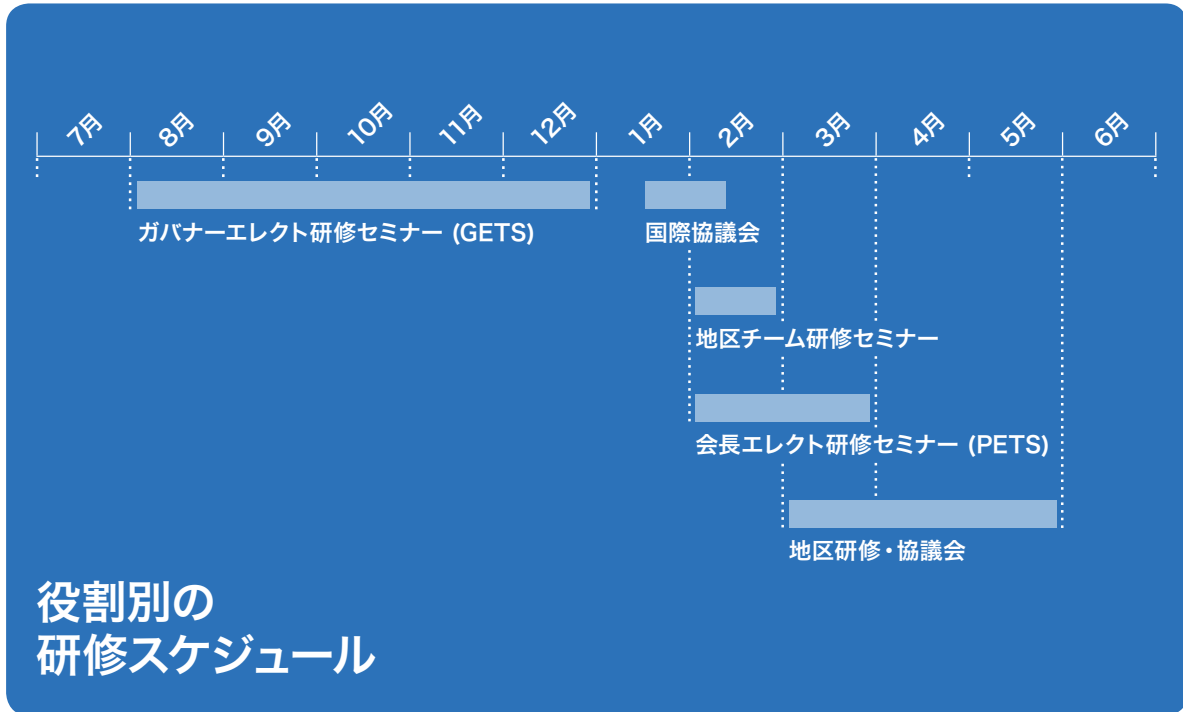 7月 8月 9月 10月 11月 12月 1月 2月 3月 4月 5月 6月
ガバナーエレクト研修セミナー (GETS)
国際協議会
地区チーム研修セミナー
会長エレクト研修セミナー (PETS)
地区研修・協議会
役割別の
研修スケジュール